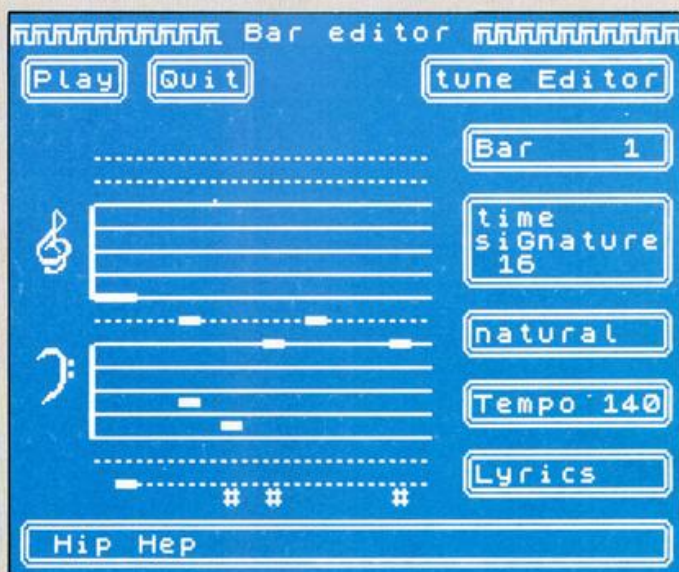 Bar editor
Play Quit tune Editor
Bar 1
time
siGnature
16
natural
Tempo 140
Lyrics
# # #
Hip Hep